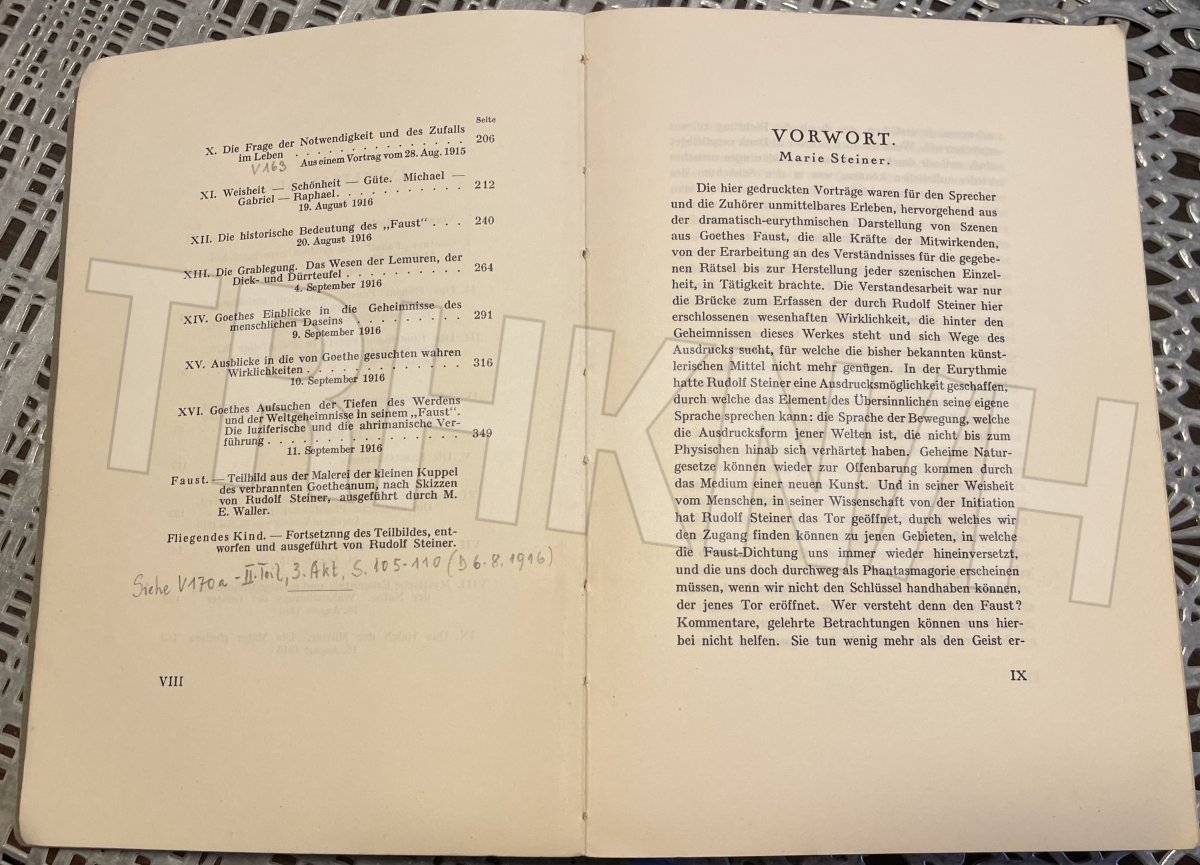 Seite
X. Die Frage der Notwendigkeit und des Zufalls
im Leben . . . . . . . . . . . . . . 206
V163 Aus einem Vortrag vom 28. Aug. 1915
XI. Weisheit — Schönheit — Güte. Michael —
Gabriel — Raphael. . . . . . . . . . . 212
19. August 1916
XII. Die historische Bedeutung des „Faust“ . . . 240
20. August 1916
XIII. Die Grablegung. Das Wesen der Lemuren, der
Dick- und Dürrteufel . . . . . . . . . . 264
4. September 1916
XIV. Goethes Einblicke in die Geheimnisse des
menschlichen Daseins . . . . . . . . . 291
9. September 1916
XV. Ausblicke in die von Goethe gesuchten wahren
Wirklichkeiten . . . . . . . . . . . . . 316
10. September 1916
XVI. Goethes Aufsuchen der Tiefen des Werdens
und der Weltgeheimnisse in seinem „Faust“.
Die luziferische und die ahrimanische Ver-
führung . . . . . . . . . . . . . . . . 349
11. September 1916
Faust. — Teilbild aus der Malerei der kleinen Kuppel
des verbrannten Goetheanum, nach Skizzen
von Rudolf Steiner, ausgeführt durch M.
E. Waller.
Fliegendes Kind. — Fortsetznng des Teilbildes, ent-
worfen und ausgeführt von Rudolf Steiner.
Siehe V170a - II. Teil, 3. Akt, S. 105-110 (D 6.8.1916)
VIII
VORWORT.
Marie Steiner.
Die hier gedruckten Vorträge waren für den Sprecher
und die Zuhörer unmittelbares Erleben, hervorgehend aus
der dramatisch-eurythmischen Darstellung von Szenen
aus Goethes Faust, die alle Kräfte der Mitwirkenden,
von der Erarbeitung an des Verständnisses für die gegebe-
nen Rätsel bis zur Herstellung jeder szenischen Einzel-
heit, in Tätigkeit brachte. Die Verstandesarbeit war nur
die Brücke zum Erfassen der durch Rudolf Steiner hier
erschlossenen wesenhaften Wirklichkeit, die hinter den
Geheimnissen dieses Werkes steht und sich Wege des
Ausdrucks sucht, für welche die bisher bekannten künst-
lerischen Mittel nicht mehr genügen. In der Eurythmie
hatte Rudolf Steiner eine Ausdrucksmöglichkeit geschaffen,
durch welche das Element des Übersinnlichen seine eigene
Sprache sprechen kann: die Sprache der Bewegung, welche
die Ausdrucksform jener Welten ist, die nicht bis zum
Physischen hinab sich verhärtet haben. Geheime Natur-
gesetze können wieder zur Offenbarung kommen durch
das Medium einer neuen Kunst. Und in seiner Weisheit
vom Menschen, in seiner Wissenschaft von der Initiation
hat Rudolf Steiner das Tor geöffnet, durch welches wir
den Zugang finden können zu jenen Gebieten, in welche
die Faust-Dichtung uns immer wieder hineinversetzt,
und die uns doch durchweg als Phantasmagorie erscheinen
müssen, wenn wir nicht den Schlüssel handhaben können,
der jenes Tor eröffnet. Wer versteht denn den Faust?
Kommentare, gelehrte Betrachtungen können uns hier-
bei nicht helfen. Sie tun wenig mehr als den Geist er-
IX
TRHKNVH